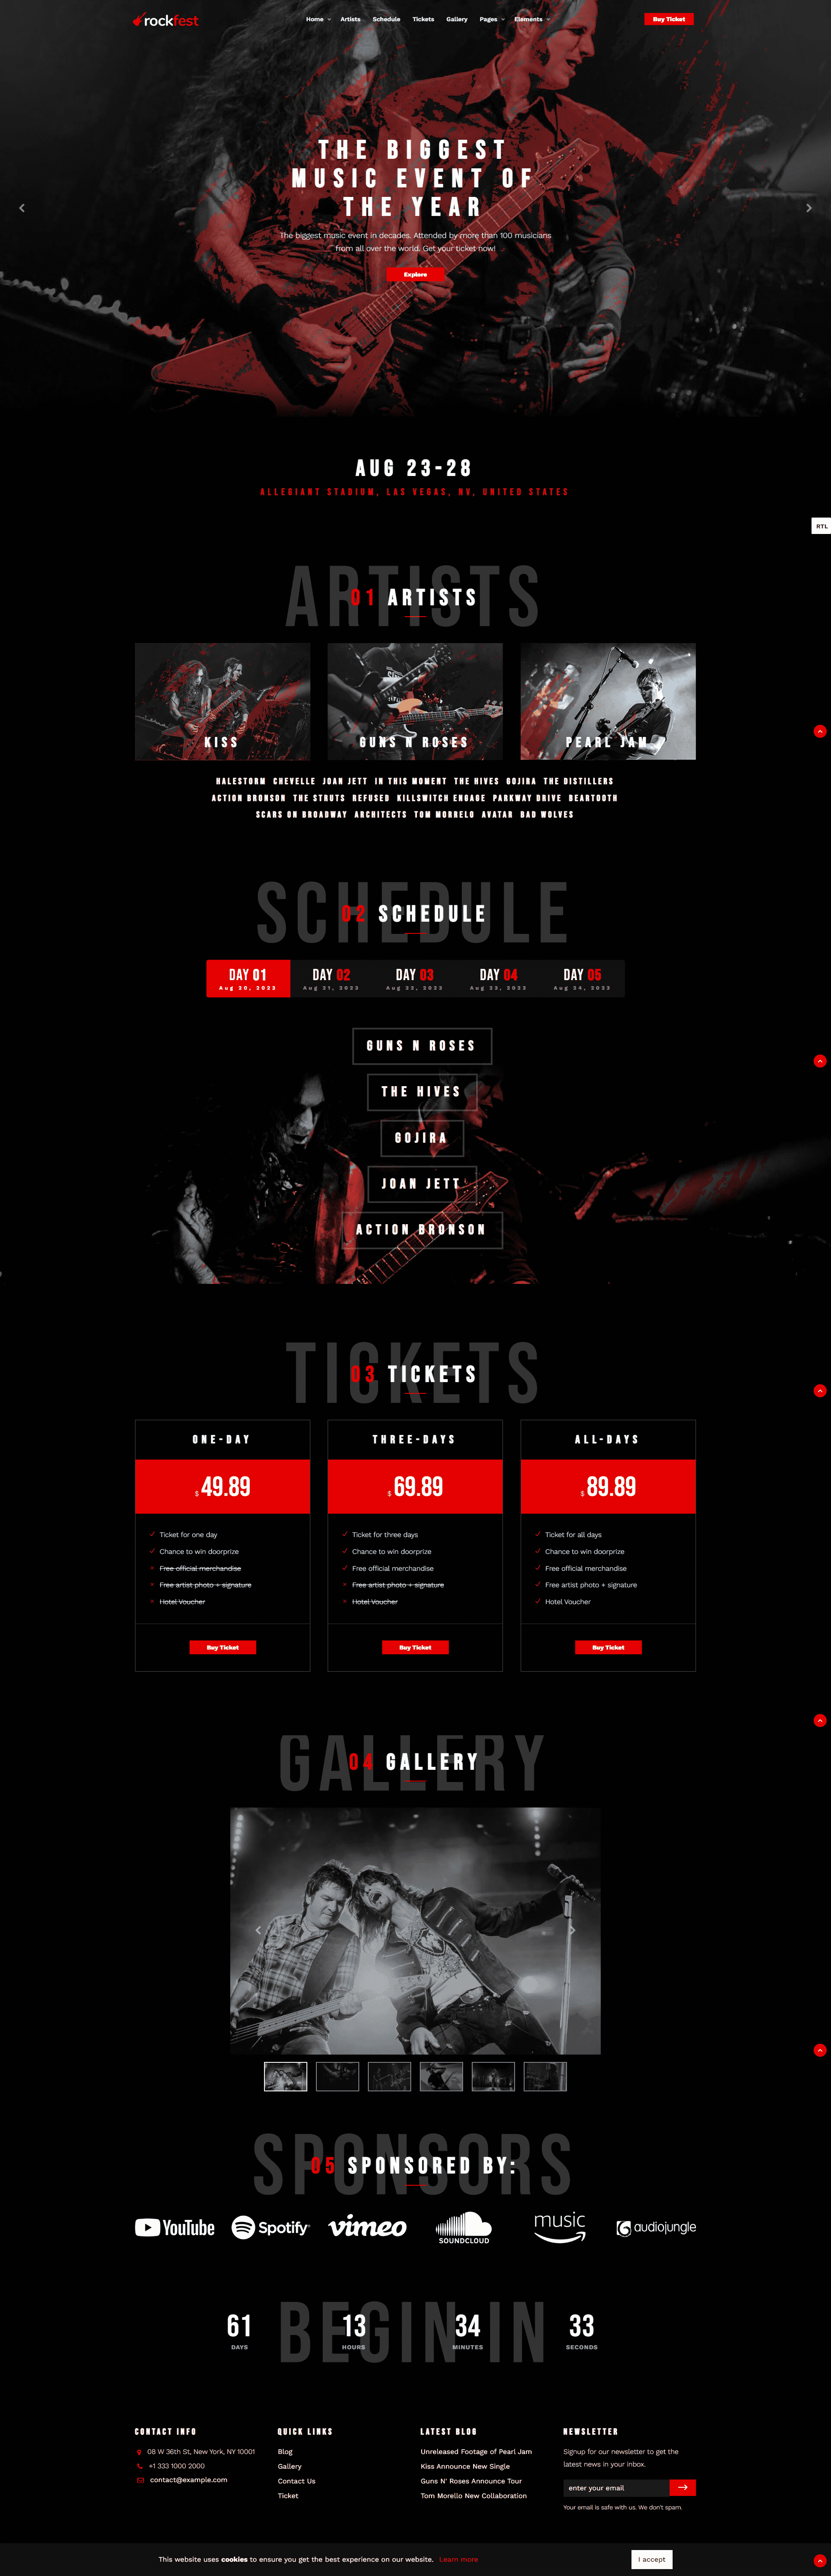 rockfest
Home Artists Schedule Tickets Gallery Pages Elements
Buy Ticket
THE BIGGEST
MUSIC EVENT OF
THE YEAR
The biggest music event in decades. Attended by more than 100 musicians
from all over the world. Get your ticket now!
Explore
AUG 23-28
ALLEGIANT STADIUM, LAS VEGAS, NV, UNITED STATES
RTL
ARTISTS
01 ARTISTS
KISS
GUNS N ROSES
PEARL JAM
HALESTORM CHEVELLE JOAN JETT IN THIS MOMENT THE HIVES GOJIRA THE DISTILLERS
ACTION BRONSON THE STRUTS REFUSED KILLSWITCH ENGAGE PARKWAY DRIVE BEARTOOTH
SCARS ON BROADWAY ARCHITECTS TOM MORRELO AVATAR BAD WOLVES
SCHEDULE
02 SCHEDULE
DAY 01 DAY 02 DAY 03 DAY 04 DAY 05
Aug 20, 2023 Aug 21, 2023 Aug 22, 2023 Aug 23, 2023 Aug 24, 2023
GUNS N ROSES
THE HIVES
GOJIRA
JOAN JETT
ACTION BRONSON
TICKETS
03 TICKETS
ONE-DAY
$ 49.89
Ticket for one day
Chance to win doorprize
Free official merchandise
Free artist photo + signature
Hotel Voucher
Buy Ticket
THREE-DAYS
$ 69.89
Ticket for three days
Chance to win doorprize
Free official merchandise
Free artist photo + signature
Hotel Voucher
Buy Ticket
ALL-DAYS
$ 89.89
Ticket for all days
Chance to win doorprize
Free official merchandise
Free artist photo + signature
Hotel Voucher
Buy Ticket
GALLERY
04 GALLERY
SPONSORS
05 SPONSORED BY:
YouTube Spotify vimeo SOUNDCLOUD music audiojungle
BEGIN IN
61 13 34 33
DAYS HOURS MINUTES SECONDS
CONTACT INFO
08 W 36th St, New York, NY 10001
+1 333 1000 2000
contact@example.com
QUICK LINKS
Blog
Gallery
Contact Us
Ticket
LATEST BLOG
Unreleased Footage of Pearl Jam
Kiss Announce New Single
Guns N' Roses Announce Tour
Tom Morello New Collaboration
NEWSLETTER
Signup for our newsletter to get the
latest news in your inbox.
enter your email
Your email is safe with us. We don't spam.
This website uses cookies to ensure you get the best experience on our website. Learn more
I accept